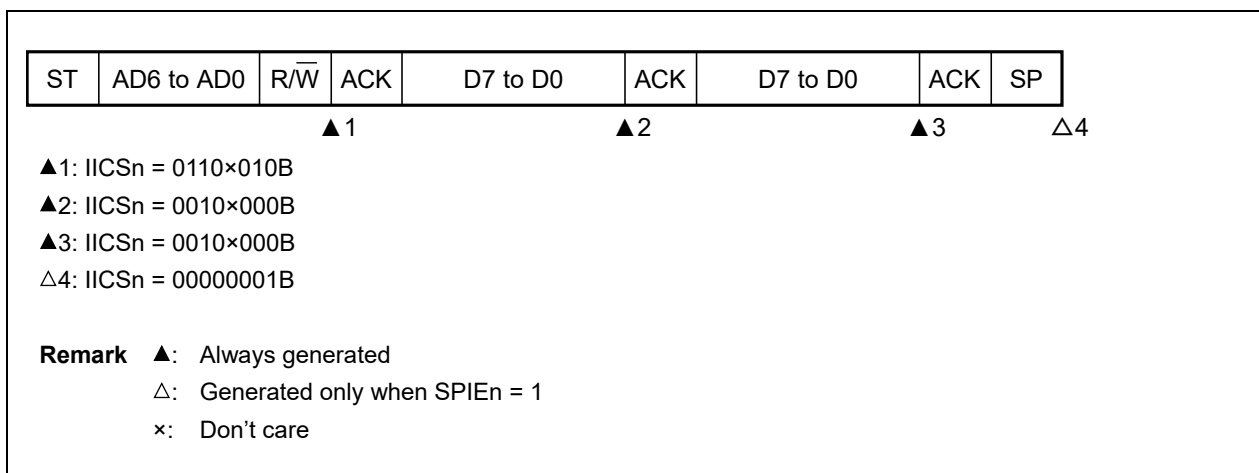 ST AD6 to AD0 R/W̅ ACK D7 to D0 ACK D7 to D0 ACK SP
▲1 ▲2 ▲3 △4
▲1: IICSn = 0110×010B
▲2: IICSn = 0010×000B
▲3: IICSn = 0010×000B
△4: IICSn = 00000001B
Remark ▲: Always generated
△: Generated only when SPIEn = 1
×: Don't care